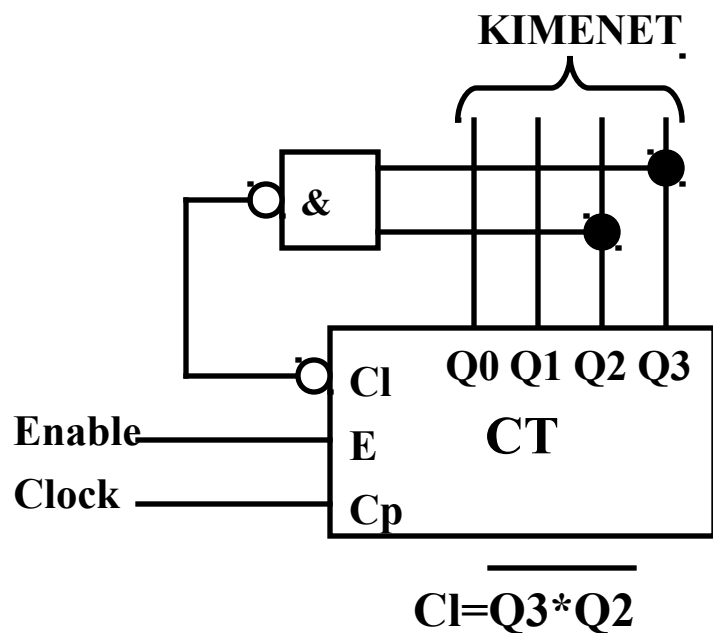 KIMENET
&
Q0 Q1 Q2 Q3
Cl
CT
Enable
E
Clock
Cp
Cl=Q3*Q2